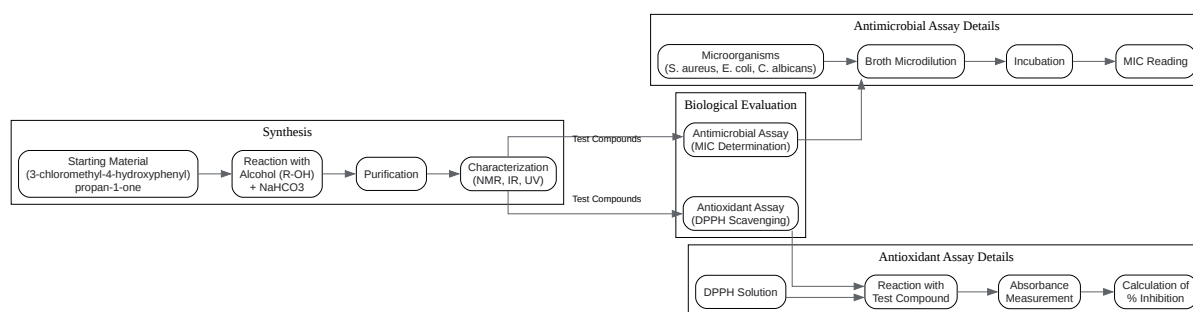 Antimicrobial Assay Details
Microorganisms
(S. aureus, E. coli, C. albicans)
Broth Microdilution
Incubation
MIC Reading
Biological Evaluation
Antimicrobial Assay
(MIC Determination)
Antioxidant Assay
(DPPH Scavenging)
Synthesis
Starting Material
(3-chloromethyl-4-hydroxyphenyl)
propan-1-one
Reaction with
Alcohol (R-OH)
+ NaHCO3
Purification
Characterization
(NMR, IR, UV)
Test Compounds
Test Compounds
Antioxidant Assay Details
DPPH Solution
Reaction with
Test Compound
Absorbance
Measurement
Calculation of
% Inhibition